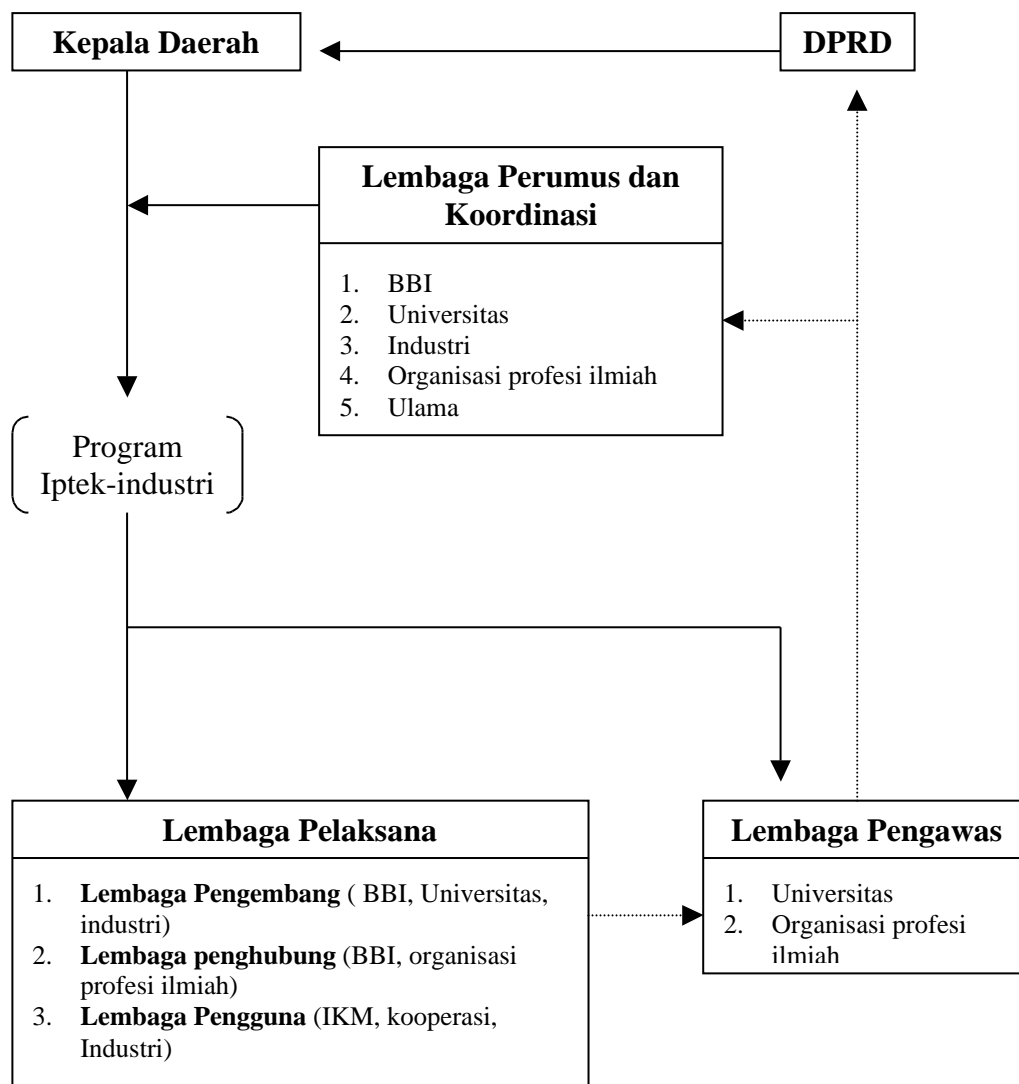 Kepala Daerah
DPRD
Lembaga Perumus dan
Koordinasi
1. BBI
2. Universitas
3. Industri
4. Organisasi profesi ilmiah
5. Ulama
Program
Iptek-industri
Lembaga Pelaksana
1. Lembaga Pengembang ( BBI, Universitas,
industri)
2. Lembaga penghubung (BBI, organisasi
profesi ilmiah)
3. Lembaga Pengguna (IKM, kooperasi,
Industri)
Lembaga Pengawas
1. Universitas
2. Organisasi profesi
ilmiah